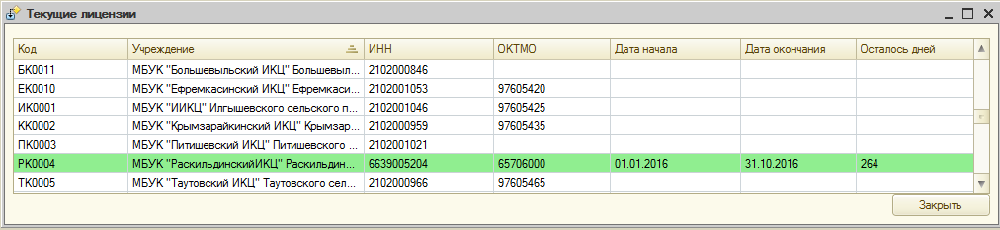 Текущие лицензии
Код Учреждение ИНН ОКТМО Дата начала Дата окончания Осталось дней
БК0011 МБУК "Большевыльский ИКЦ" Большевыл... 2102000846
ЕК0010 МБУК "Ефремкасинский ИКЦ" Ефремкаси... 2102001053 97605420
ИК0001 МБУК "ИИКЦ" Илгышевского сельского п... 2102001046 97605425
КК0002 МБУК "Крымзарайкинский ИКЦ" Крымзар... 2102000959 97605435
ПК0003 МБУК "Питишевский ИКЦ" Питишевского ... 2102001021
РК0004 МБУК "РаскильдинскийИКЦ" Раскильдин... 6639005204 65706000 01.01.2016 31.10.2016 264
ТК0005 МБУК "Таутовский ИКЦ" Таутовского сел... 2102000966 97605465
Закрыть